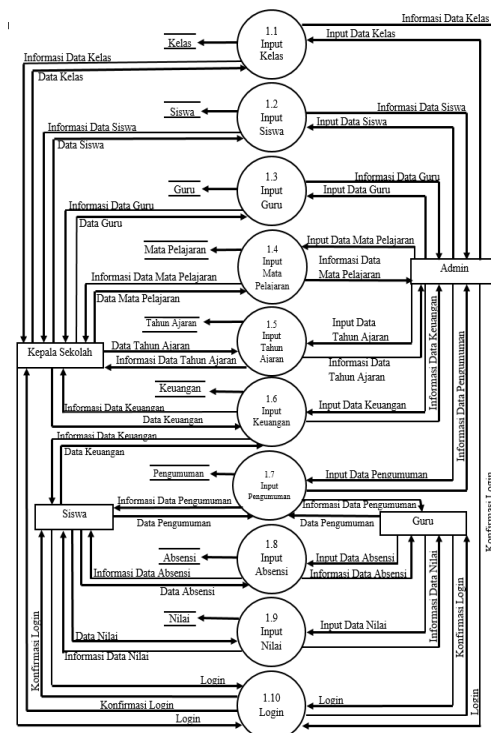 Informasi Data Kelas
Input Data Kelas
1.1
Input
Kelas
Kelas
Informasi Data Kelas
Data Kelas
1.2
Input
Siswa
Siswa
Informasi Data Siswa
Input Data Siswa
Informasi Data Siswa
Data Siswa
1.3
Input
Guru
Guru
Informasi Data Guru
Input Data Guru
Informasi Data Guru
Data Guru
1.4
Input
Mata
Pelajaran
Mata Pelajaran
Input Data Mata Pelajaran
Informasi Data
Mata Pelajaran
Admin
Informasi Data Mata Pelajaran
Data Mata Pelajaran
1.5
Input
Tahun
Ajaran
Tahun Ajaran
Input Data
Tahun Ajaran
Informasi Data
Tahun Ajaran
Kepala Sekolah
Data Tahun Ajaran
Informasi Data Tahun Ajaran
1.6
Input
Keuangan
Keuangan
Input Data Keuangan
Informasi Data Keuangan
Informasi Data Keuangan
Data Keuangan
Informasi Data Pengumuman
Informasi Data Keuangan
Data Keuangan
1.7
Input
Pengumuman
Pengumuman
Input Data Pengumuman
Informasi Data Pengumuman
Data Pengumuman
Siswa
Informasi Data Pengumuman
Data Pengumuman
Guru
Konfirmasi Login
1.8
Input
Absensi
Absensi
Input Data Absensi
Informasi Data Absensi
Informasi Data Absensi
Data Absensi
1.9
Input
Nilai
Nilai
Input Data Nilai
Informasi Data Nilai
Data Nilai
Informasi Data Nilai
Konfirmasi Login
Konfirmasi Login
1.10
Login
Login
Konfirmasi Login
Login
Login
Login